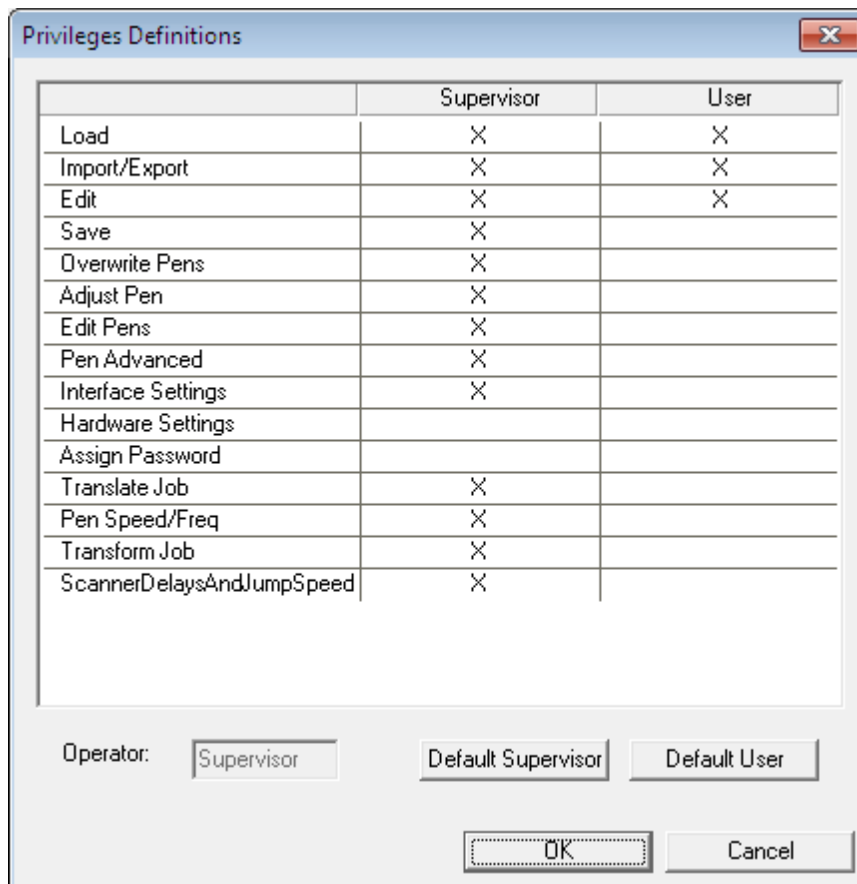 Privileges Definitions
Supervisor User
Load X X
Import/Export X X
Edit X X
Save X
Overwrite Pens X
Adjust Pen X
Edit Pens X
Pen Advanced X
Interface Settings X
Hardware Settings
Assign Password
Translate Job X
Pen Speed/Freq X
Transform Job X
ScannerDelaysAndJumpSpeed X
Operator: Supervisor Default Supervisor Default User
OK Cancel